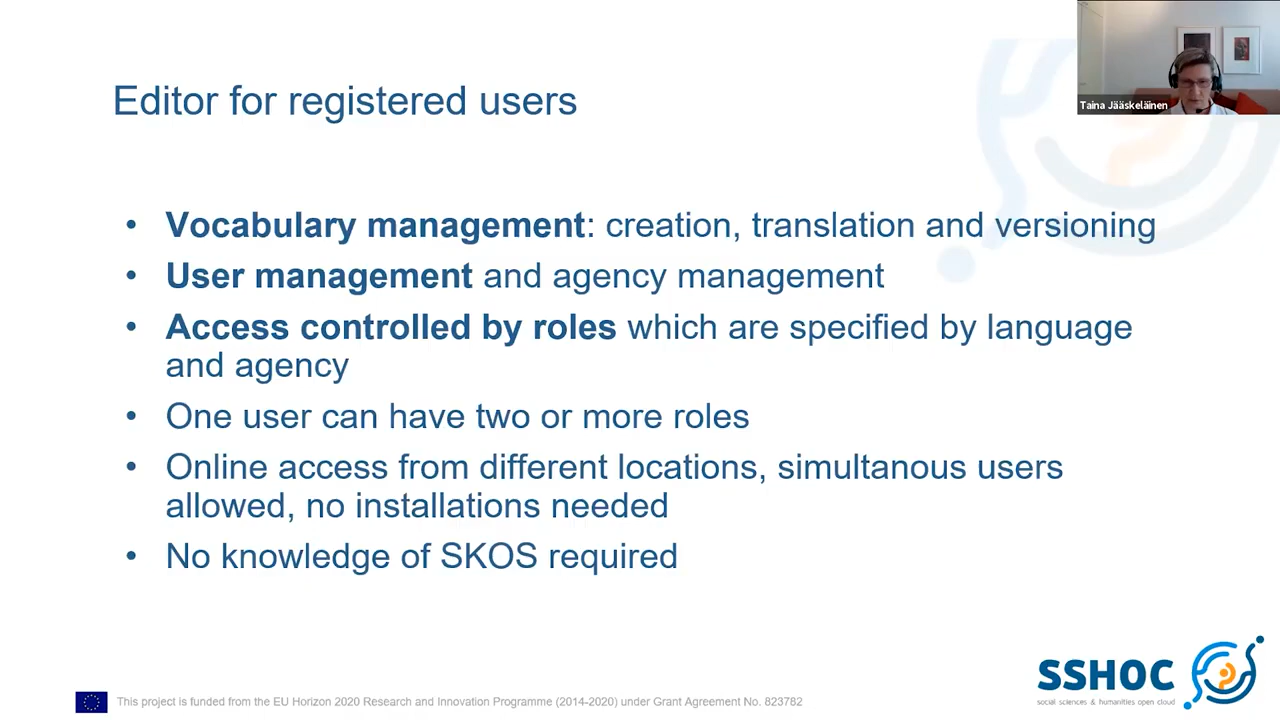 Taina Jääskeläinen
Editor for registered users
• Vocabulary management: creation, translation and versioning
• User management and agency management
• Access controlled by roles which are specified by language
and agency
• One user can have two or more roles
• Online access from different locations, simultanous users
allowed, no installations needed
• No knowledge of SKOS required
This project is funded from the EU Horizon 2020 Research and Innovation Programme (2014-2020) under Grant Agreement No. 823782
SSHOC
social sciences & humanities open cloud